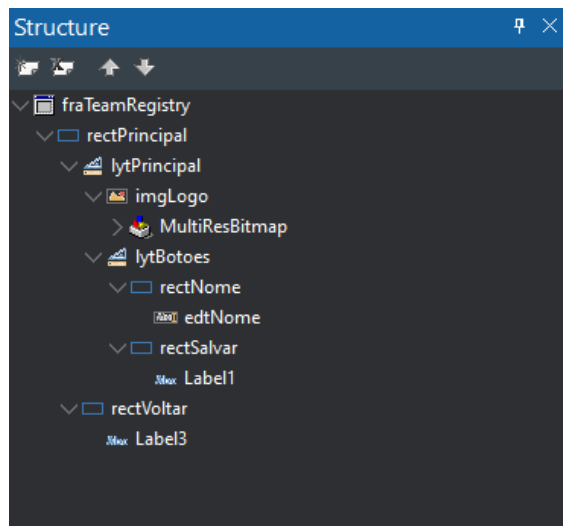 Structure
fraTeamRegistry
rectPrincipal
lytPrincipal
imgLogo
MultiResBitmap
lytBotoes
rectNome
edtNome
rectSalvar
Label1
rectVoltar
Label3